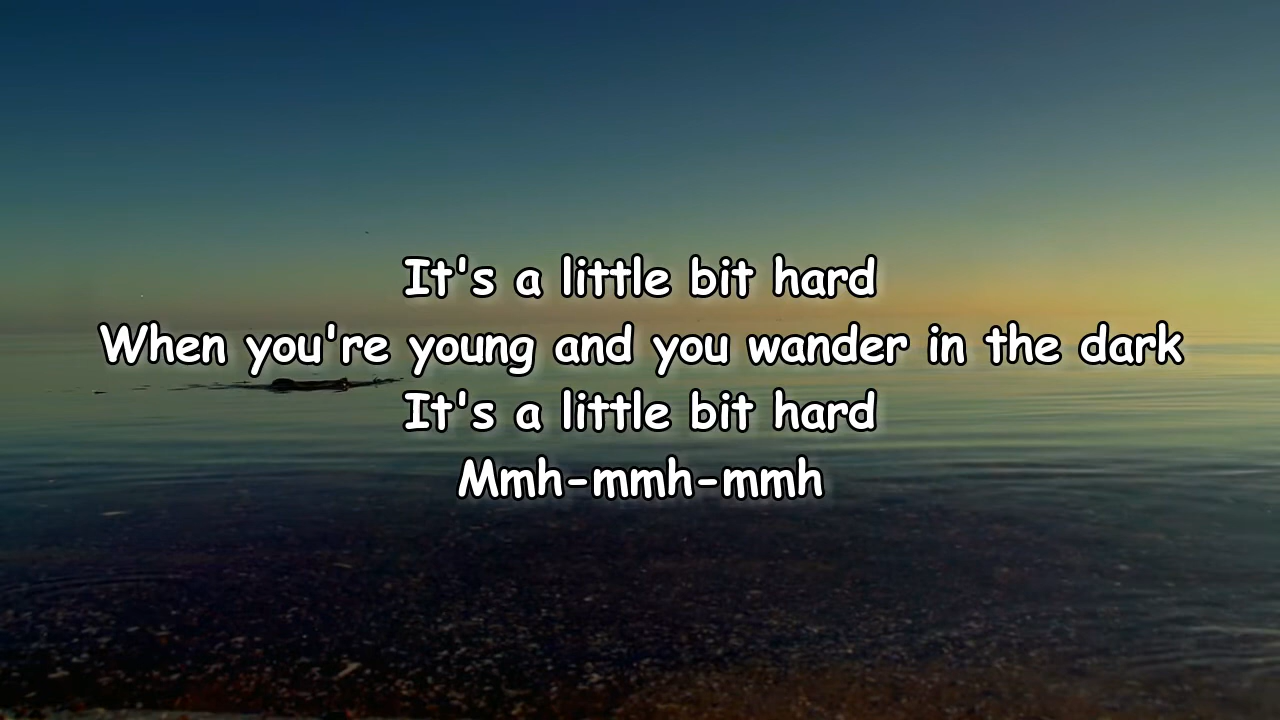 It's a little bit hard
When you're young and you wander in the dark
It's a little bit hard
Mmh-mmh-mmh